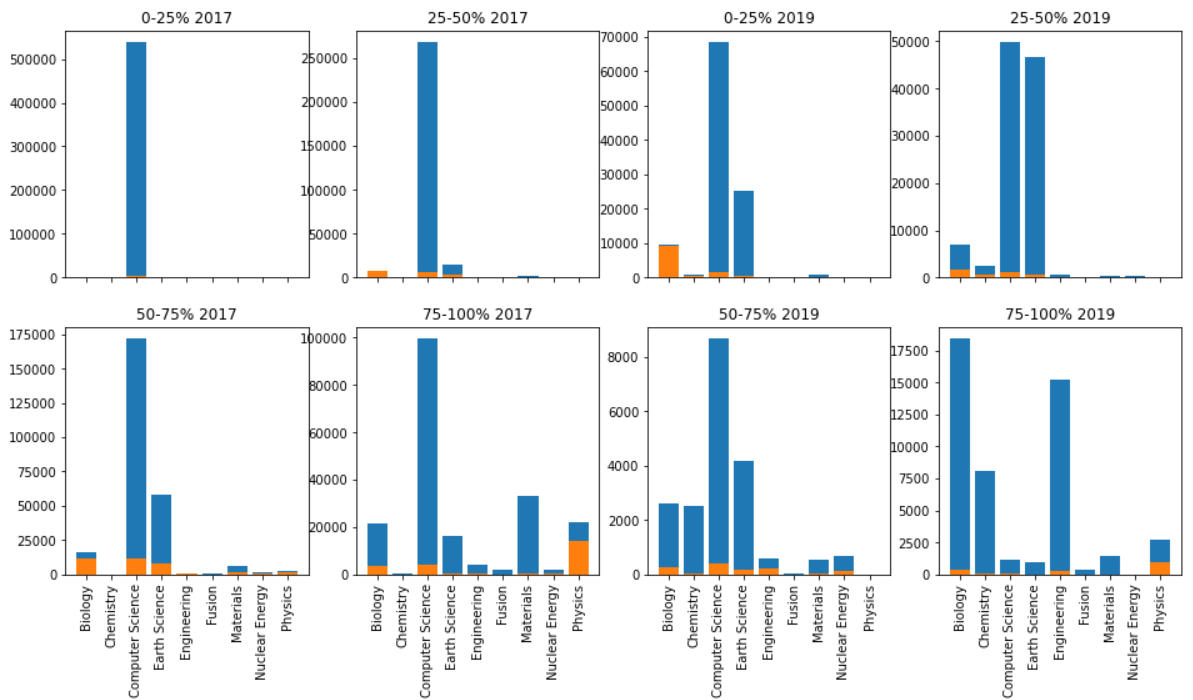 0-25% 2017
500000
400000
300000
200000
100000
0
25-50% 2017
250000
200000
150000
100000
50000
0
0-25% 2019
70000
60000
50000
40000
30000
20000
10000
0
25-50% 2019
50000
40000
30000
20000
10000
0
50-75% 2017
175000
150000
125000
100000
75000
50000
25000
0
Biology
Chemistry
Computer Science
Earth Science
Engineering
Fusion
Materials
Nuclear Energy
Physics
75-100% 2017
100000
80000
60000
40000
20000
0
Biology
Chemistry
Computer Science
Earth Science
Engineering
Fusion
Materials
Nuclear Energy
Physics
50-75% 2019
8000
6000
4000
2000
0
Biology
Chemistry
Computer Science
Earth Science
Engineering
Fusion
Materials
Nuclear Energy
Physics
75-100% 2019
17500
15000
12500
10000
7500
5000
2500
0
Biology
Chemistry
Computer Science
Earth Science
Engineering
Fusion
Materials
Nuclear Energy
Physics